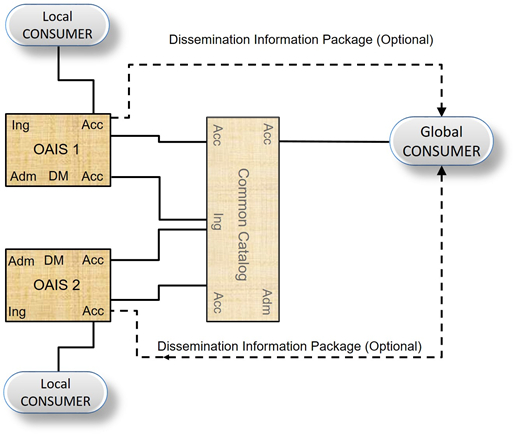 Local
CONSUMER
Dissemination Information Package (Optional)
Ing Acc
OAIS 1
Adm DM Acc
Acc
Acc
Global
CONSUMER
Common Catalog
Ing
Adm DM Acc
OAIS 2
Ing Acc
Acc
Adm
Dissemination Information Package (Optional)
Local
CONSUMER